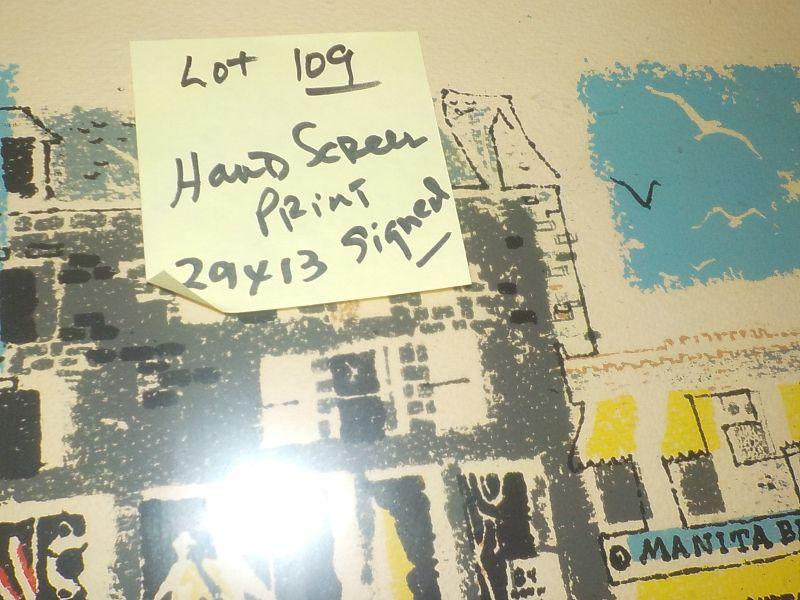 Lot 109
Hand Screen
Print
29x13 Signed
MANITA B